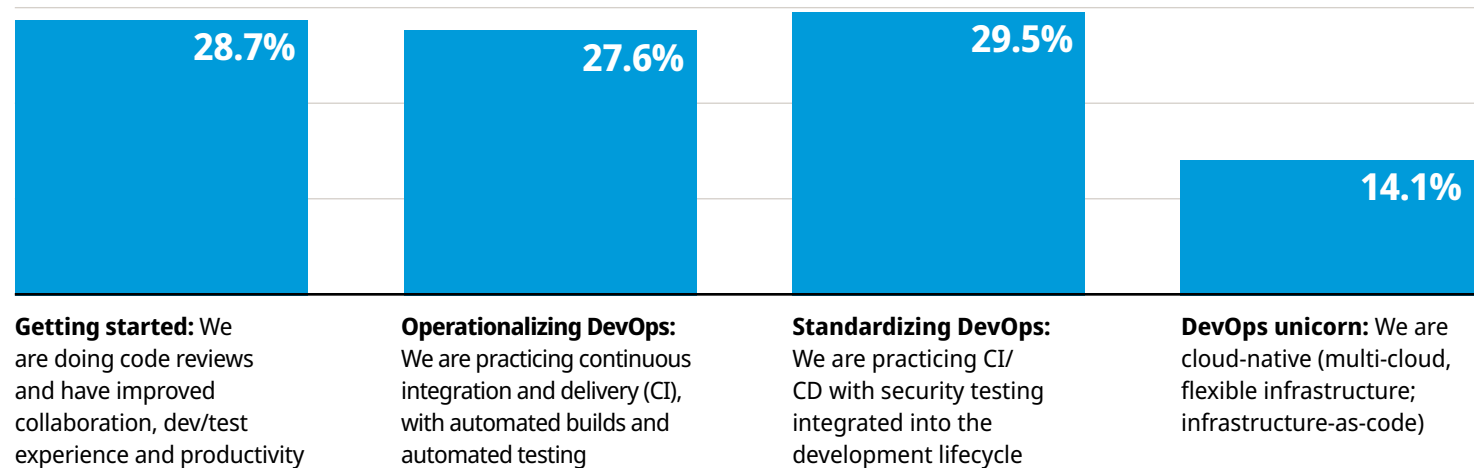 28.7%
27.6%
29.5%
14.1%
Getting started: We
are doing code reviews
and have improved
collaboration, dev/test
experience and productivity
Operationalizing DevOps:
We are practicing continuous
integration and delivery (CI),
with automated builds and
automated testing
Standardizing DevOps:
We are practicing CI/
CD with security testing
integrated into the
development lifecycle
DevOps unicorn: We are
cloud-native (multi-cloud,
flexible infrastructure;
infrastructure-as-code)